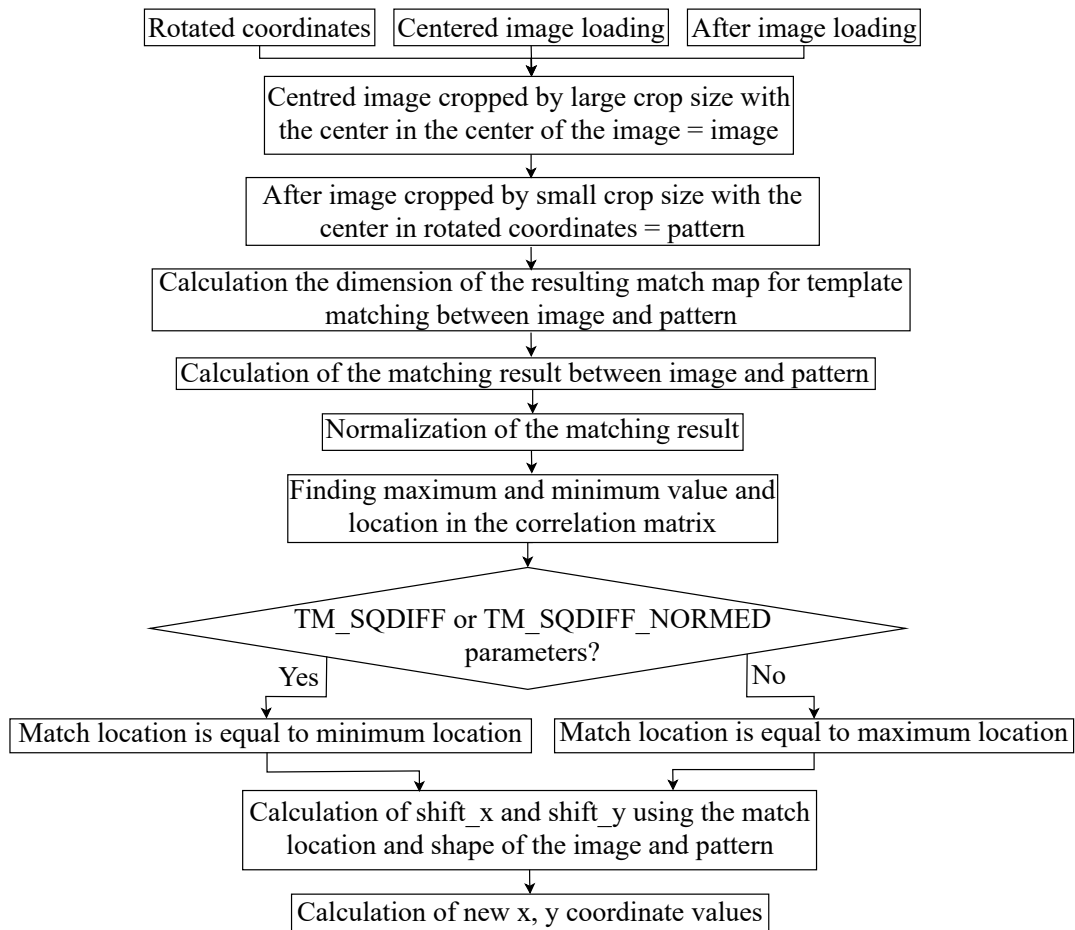 Rotated coordinates
Centered image loading
After image loading
Centred image cropped by large crop size with
the center in the center of the image = image
After image cropped by small crop size with the
center in rotated coordinates = pattern
Calculation the dimension of the resulting match map for template
matching between image and pattern
Calculation of the matching result between image and pattern
Normalization of the matching result
Finding maximum and minimum value and
location in the correlation matrix
TM_SQDIFF or TM_SQDIFF_NORMED
parameters?
Yes
No
Match location is equal to minimum location
Match location is equal to maximum location
Calculation of shift_x and shift_y using the match
location and shape of the image and pattern
Calculation of new x, y coordinate values